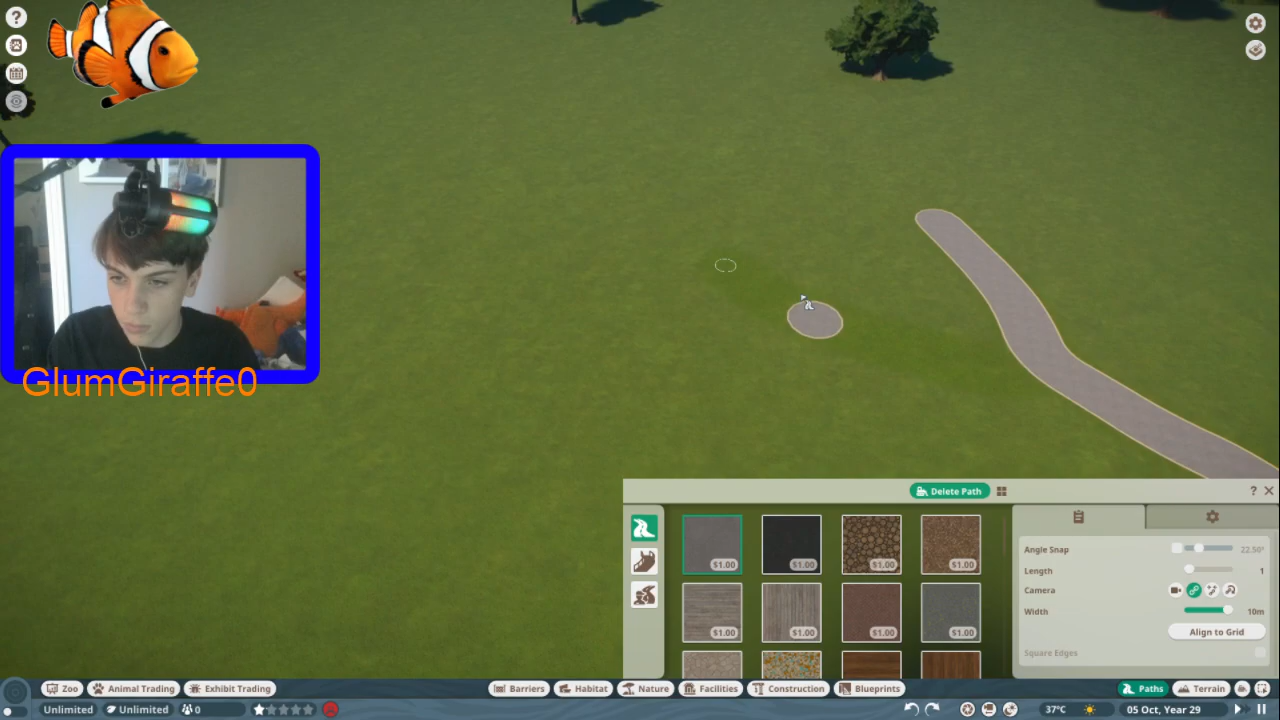 GlumGiraffe0
Delete Path
? ×
$1.00 $1.00 $1.00 $1.00
$1.00 $1.00 $1.00 $1.00
Angle Snap 22.50°
Length 1
Camera
Width 10m
Align to Grid
Square Edges
Zoo Animal Trading Exhibit Trading Barriers Habitat Nature Facilities Construction Blueprints Paths Terrain
Unlimited Unlimited 0 37°C 05 Oct, Year 29